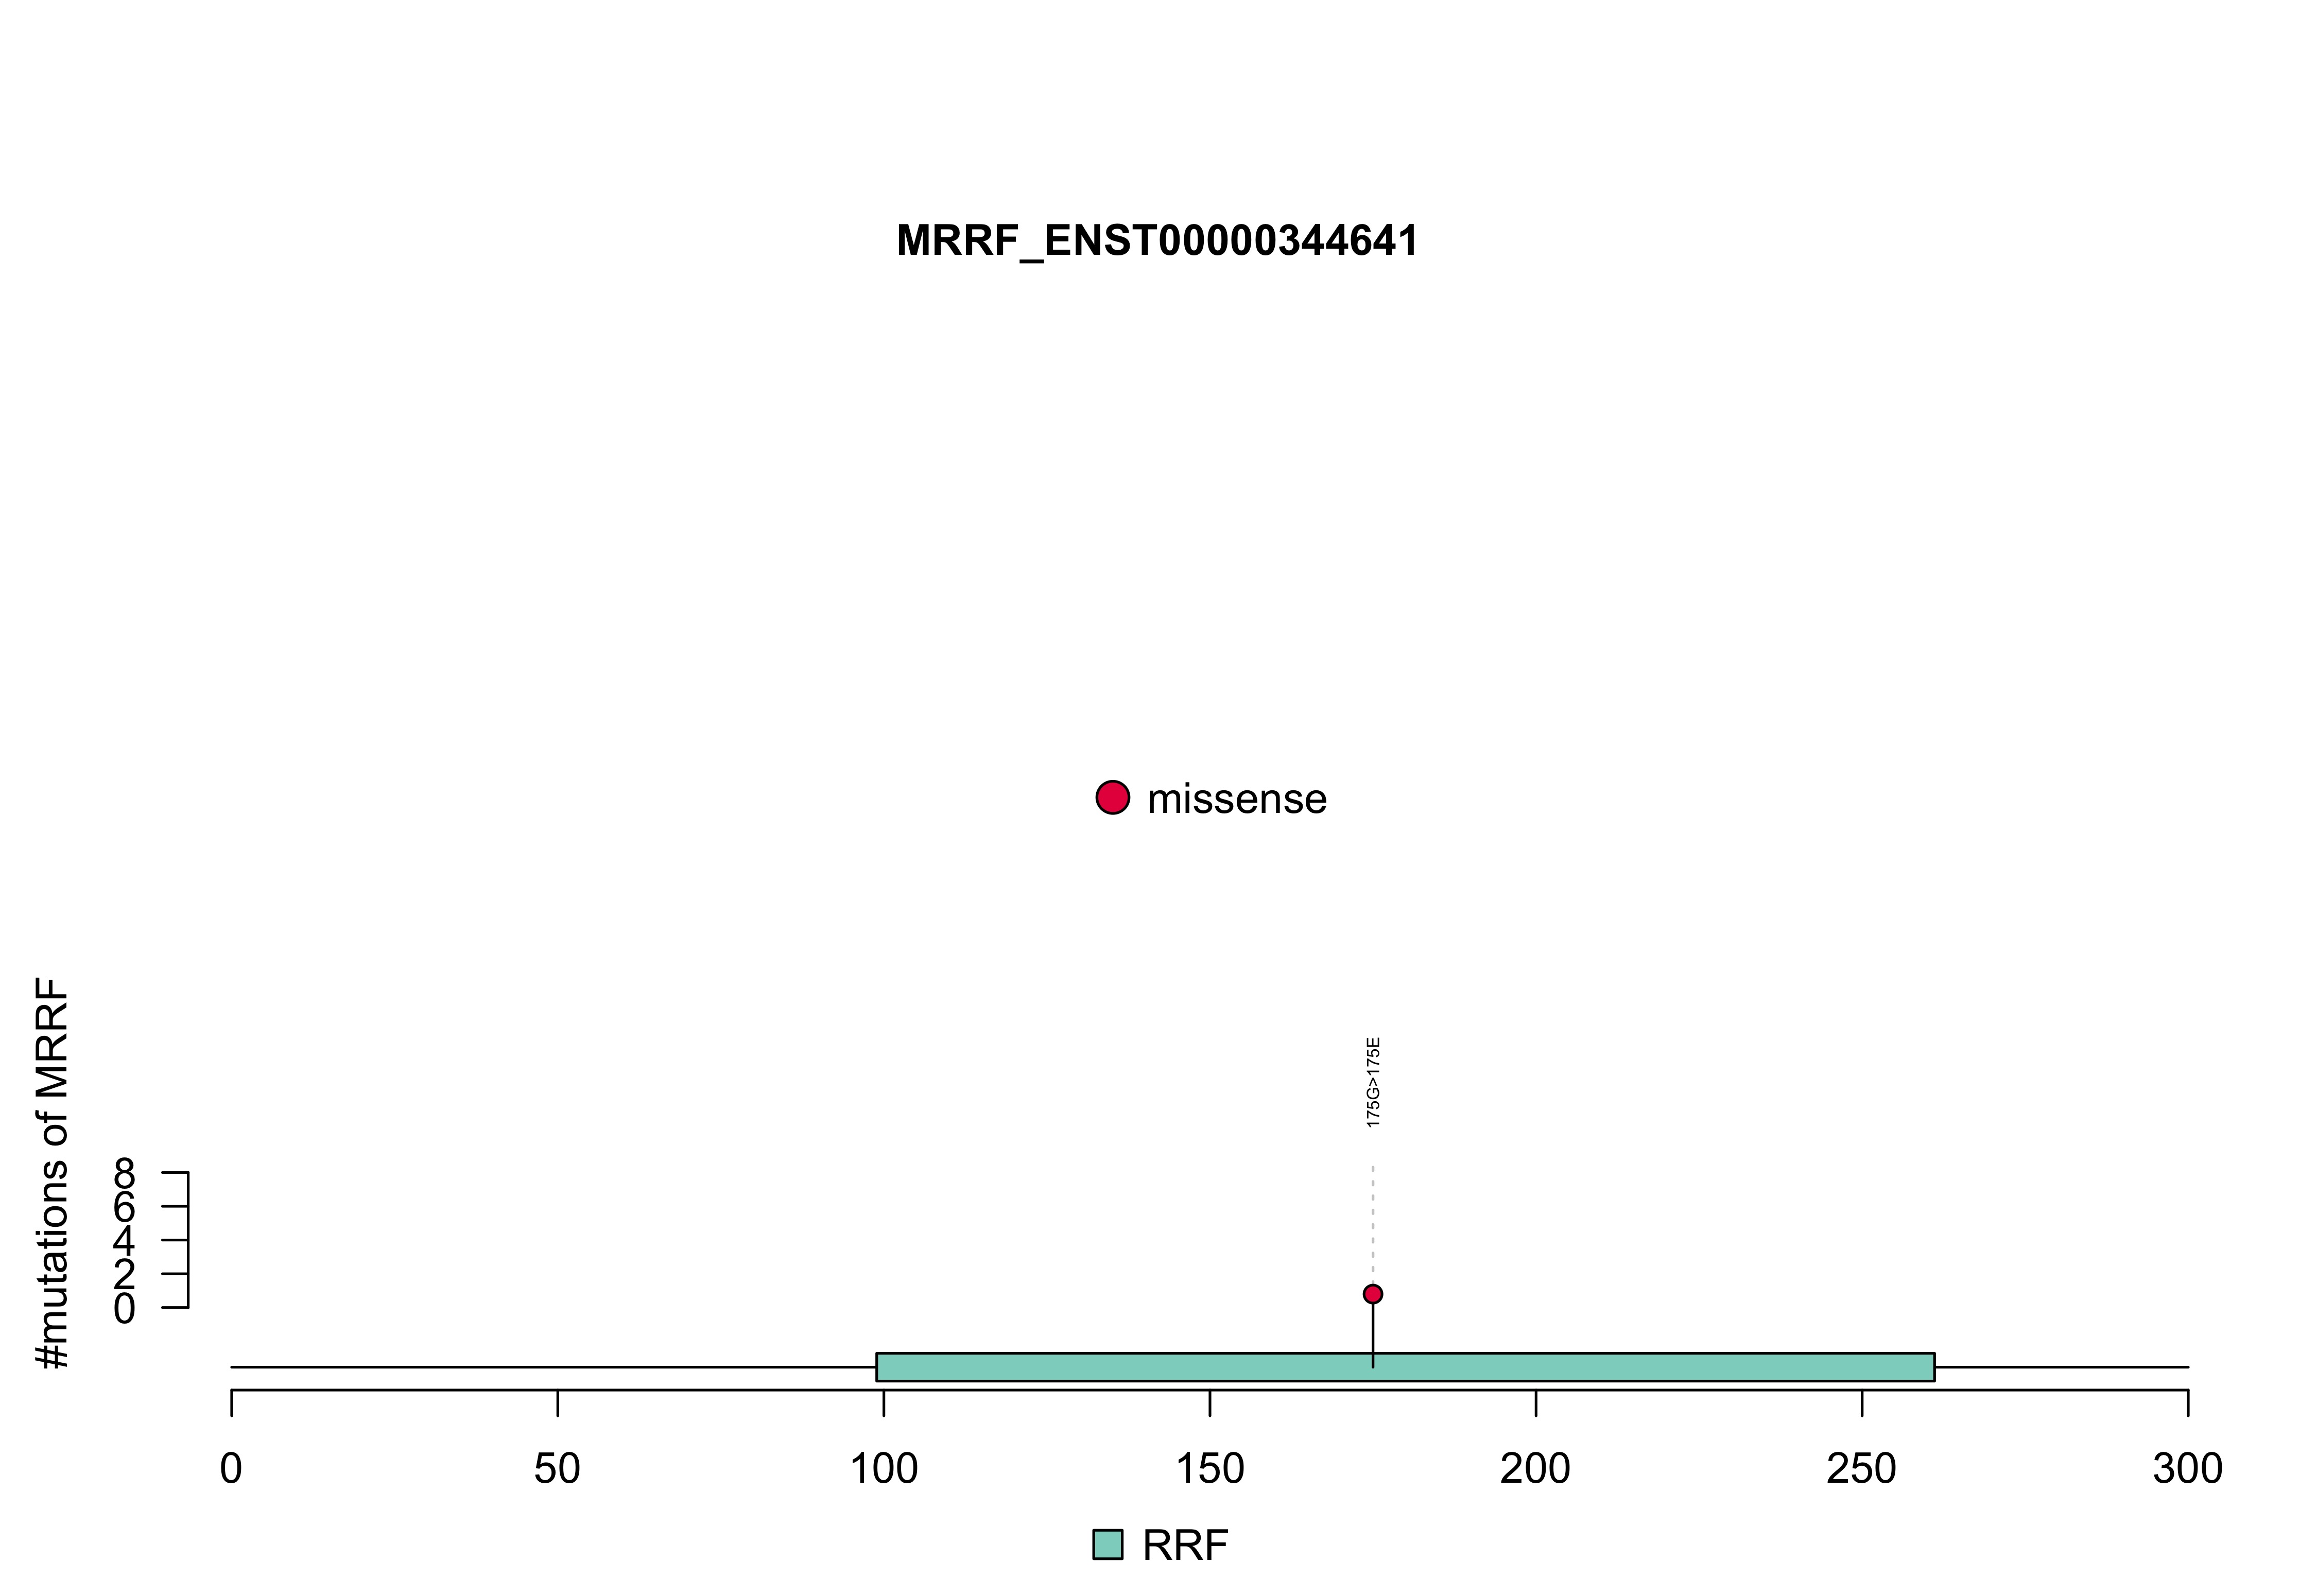 MRRF_ENST00000344641
missense
#mutations of MRRF
175G>175E
8
6
4
2
0
0 50 100 150 200 250 300
RRF